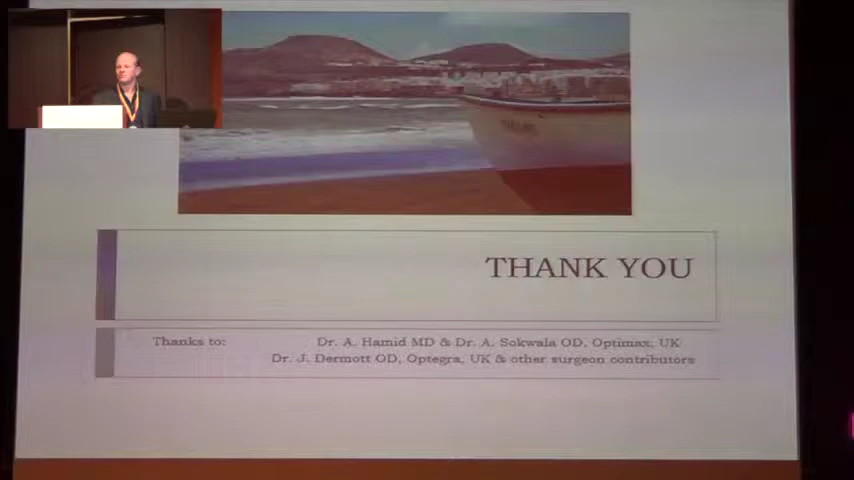 THANK YOU
Thanks to: Dr. A. Hamid MD & Dr. A. Sokwala OD, Optimax, UK
Dr. J. Dermott OD, Optegra, UK & other surgeon contributors